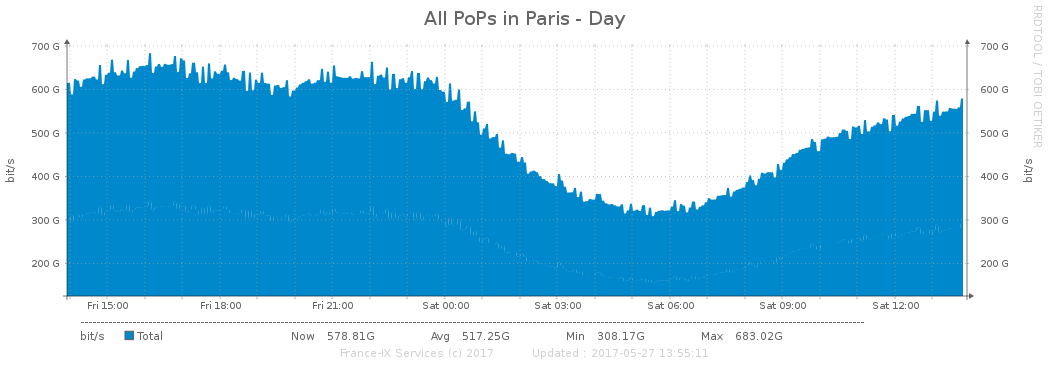 All PoPs in Paris - Day
RRDTOOL / TOBI OETIKER
700 G 700 G
600 G 600 G
500 G 500 G
400 G 400 G
300 G 300 G
200 G 200 G
bit/s
bit/s
Fri 15:00 Fri 18:00 Fri 21:00 Sat 00:00 Sat 03:00 Sat 06:00 Sat 09:00 Sat 12:00
bit/s Total Now 578.81G Avg 517.25G Min 308.17G Max 683.02G
France-IX Services (c) 2017 Updated : 2017-05-27 13:55:11